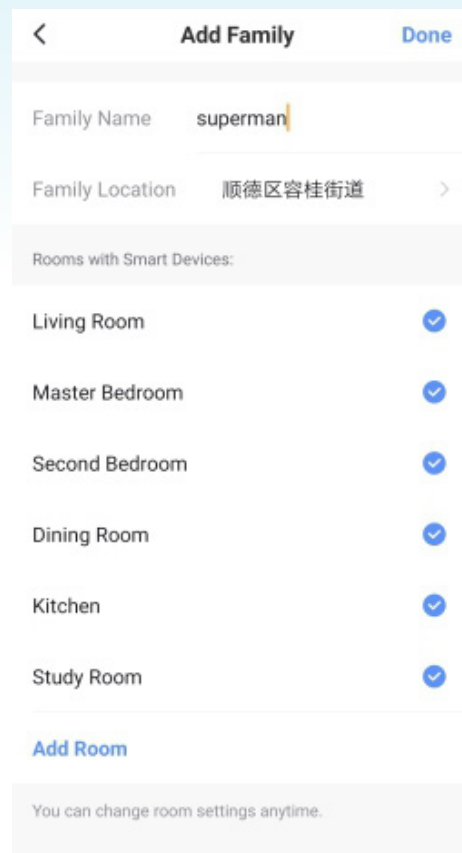 Add Family
Done
Family Name superman
Family Location 顺德区容桂街道
Rooms with Smart Devices:
Living Room
Master Bedroom
Second Bedroom
Dining Room
Kitchen
Study Room
Add Room
You can change room settings anytime.